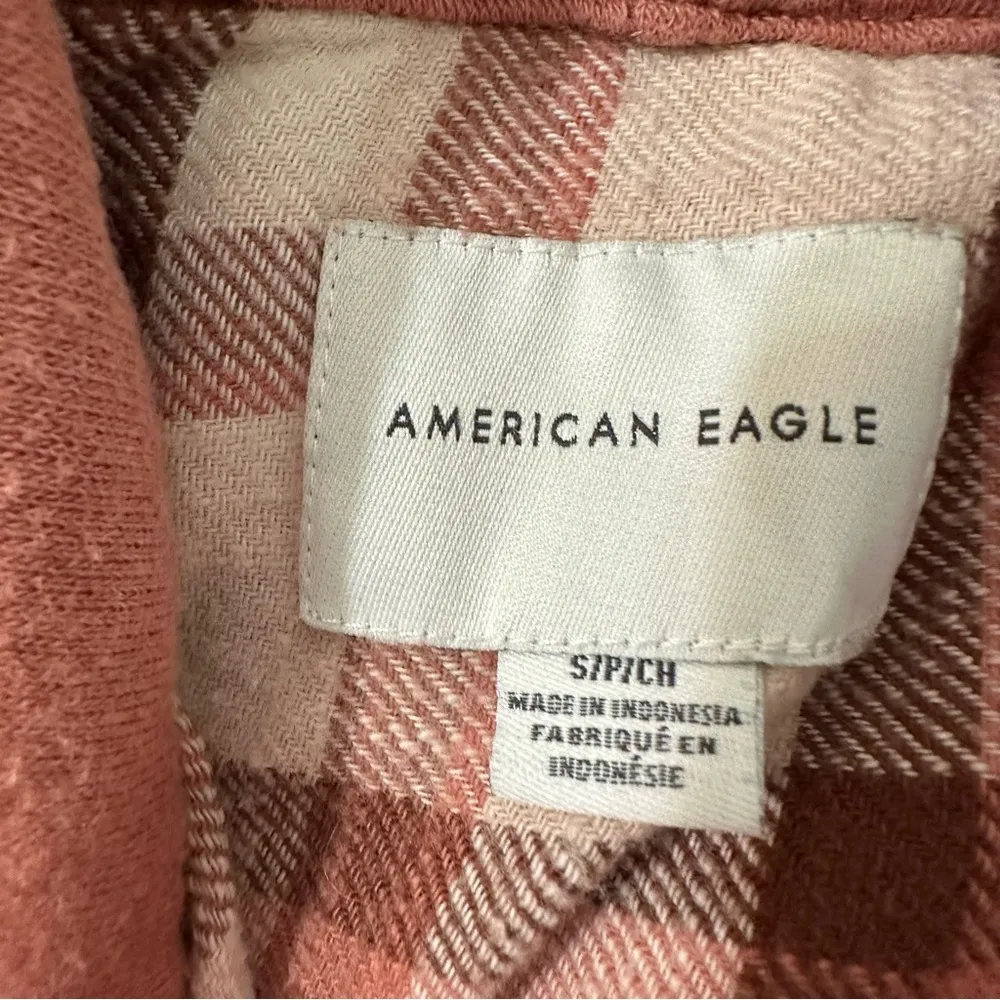 AMERICAN EAGLE
S/P/CH
MADE IN INDONESIA
FABRIQUÉ EN
INDONÉSIE